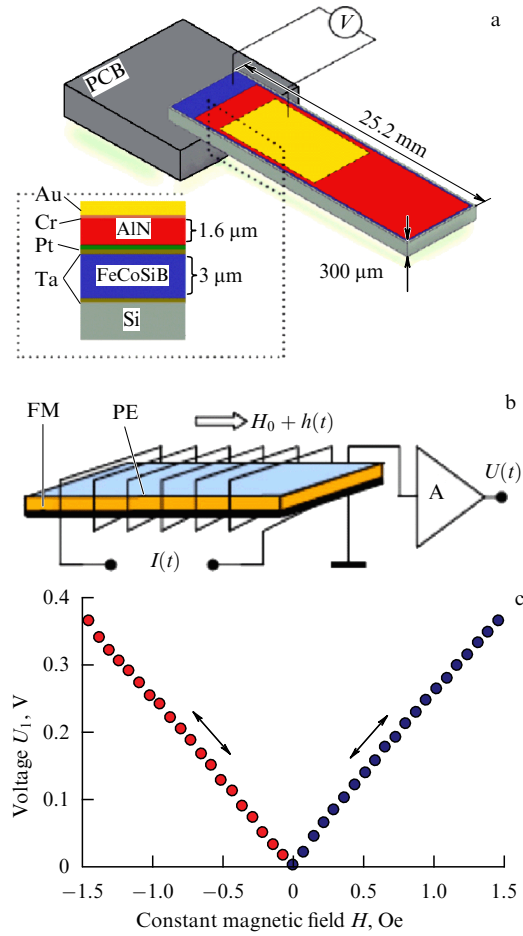 a
V
PCB
25.2 mm
Au
Cr
AlN
1.6 μm
Pt
Ta
FeCoSiB
3 μm
300 μm
Si
b
FM
PE
H₀ + h(t)
A
U(t)
I(t)
c
0.4
0.3
0.2
0.1
0
Voltage U₁, V
−1.5
−1.0
−0.5
0
0.5
1.0
1.5
Constant magnetic field H, Oe